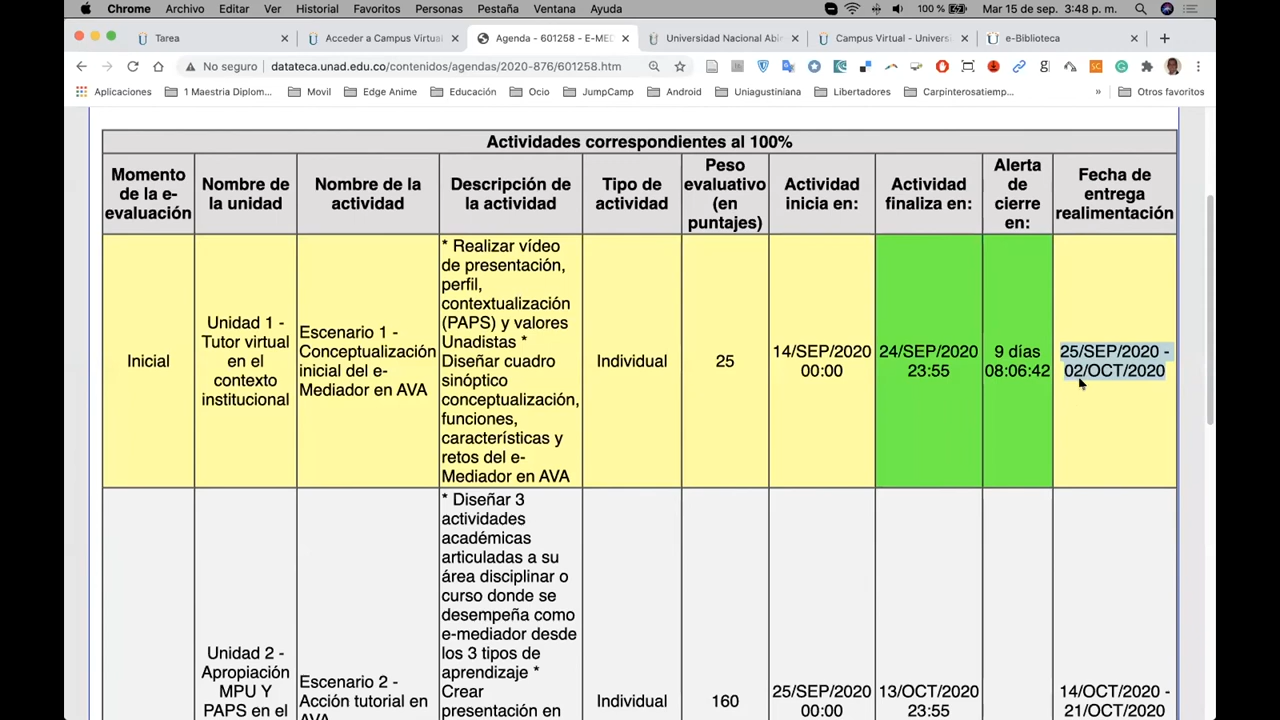 Chrome Archivo Editar Ver Historial Favoritos Personas Pestaña Ventana Ayuda 100 % Mar 15 de sep. 3:48 p. m.
Tarea Acceder a Campus Virtua Agenda - 601258 - E-MED Universidad Nacional Abie Campus Virtual - Univers e-Biblioteca
No seguro datateca.unad.edu.co/contenidos/agendas/2020-876/601258.htm
Aplicaciones 1 Maestria Diplom... Movil Edge Anime Educación Ocio JumpCamp Android Uniagustiniana Libertadores Carpinterosatiemp... » Otros favoritos
Actividades correspondientes al 100%
Momento
de la e-
evaluación
Nombre de
la unidad
Nombre de la
actividad
Descripción de
la actividad
Tipo de
actividad
Peso
evaluativo
(en
puntajes)
Actividad
inicia en:
Actividad
finaliza en:
Alerta
de
cierre
en:
Fecha de
entrega
realimentación
Inicial
Unidad 1 -
Tutor virtual
en el
contexto
institucional
Escenario 1 -
Conceptualización
inicial del e-
Mediador en AVA
* Realizar vídeo
de presentación,
perfil,
contextualización
(PAPS) y valores
Unadistas *
Diseñar cuadro
sinóptico
conceptualización,
funciones,
características y
retos del e-
Mediador en AVA
Individual
25
14/SEP/2020
00:00
24/SEP/2020
23:55
9 días
08:06:42
25/SEP/2020 -
02/OCT/2020
Unidad 2 -
Apropiación
MPU Y
PAPS en el
Escenario 2 -
Acción tutorial en
AVA
* Diseñar 3
actividades
académicas
articuladas a su
área disciplinar o
curso donde se
desempeña como
e-mediador desde
los 3 tipos de
aprendizaje *
Crear
presentación en
Individual
160
25/SEP/2020
00:00
13/OCT/2020
23:55
14/OCT/2020 -
21/OCT/2020